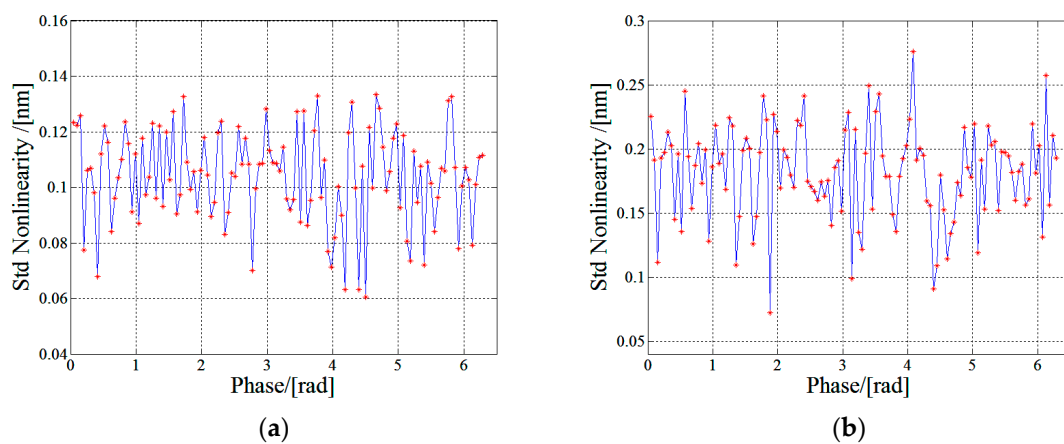 0.16
0.14
0.12
0.1
0.08
0.06
0.04
Std Nonlinearity /[nm]
0 1 2 3 4 5 6
Phase/[rad]
(a)
0.3
0.25
0.2
0.15
0.1
0.05
Std Nonlinearity /[nm]
0 1 2 3 4 5 6
Phase/[rad]
(b)